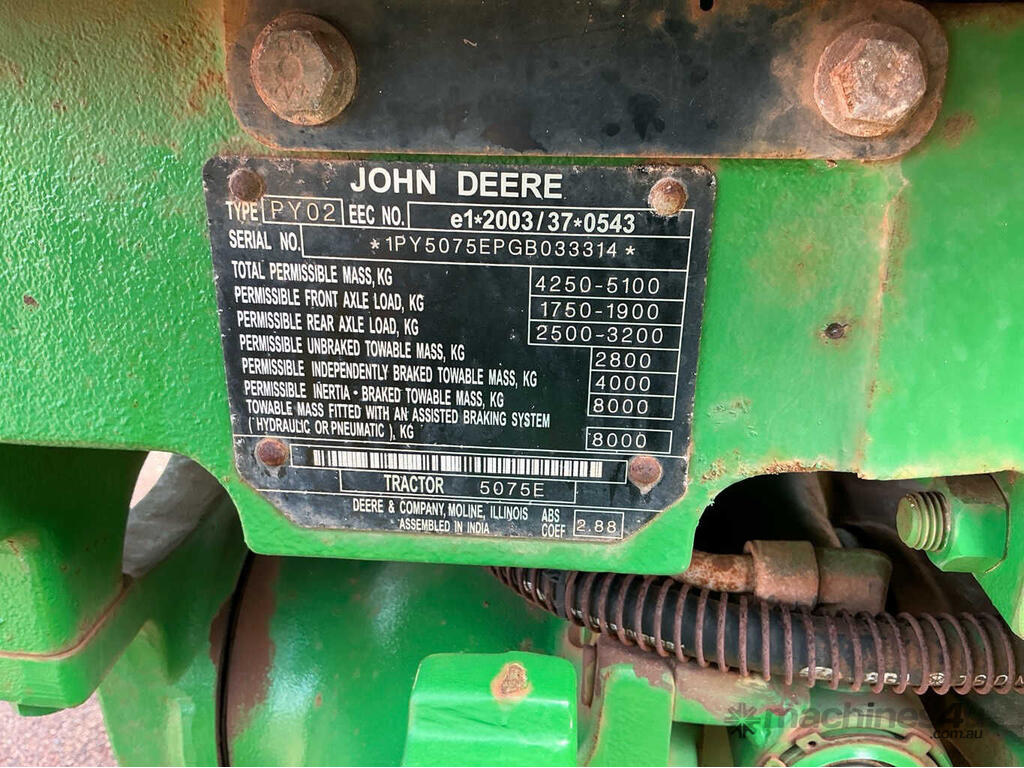 JOHN DEERE
TYPE PY02 EEC NO. e1*2003/37*0543
SERIAL NO. *1PY5075EPGB033314*
TOTAL PERMISSIBLE MASS, KG 4250-5100
PERMISSIBLE FRONT AXLE LOAD, KG 1750-1900
PERMISSIBLE REAR AXLE LOAD, KG 2500-3200
PERMISSIBLE UNBRAKED TOWABLE MASS, KG 2800
PERMISSIBLE INDEPENDENTLY BRAKED TOWABLE MASS, KG 4000
PERMISSIBLE INERTIA - BRAKED TOWABLE MASS, KG 8000
TOWABLE MASS FITTED WITH AN ASSISTED BRAKING SYSTEM
( HYDRAULIC OR PNEUMATIC ), KG 8000
TRACTOR 5075E
DEERE & COMPANY, MOLINE, ILLINOIS ABS
ASSEMBLED IN INDIA COEF 2.88
machines4u
.com.au